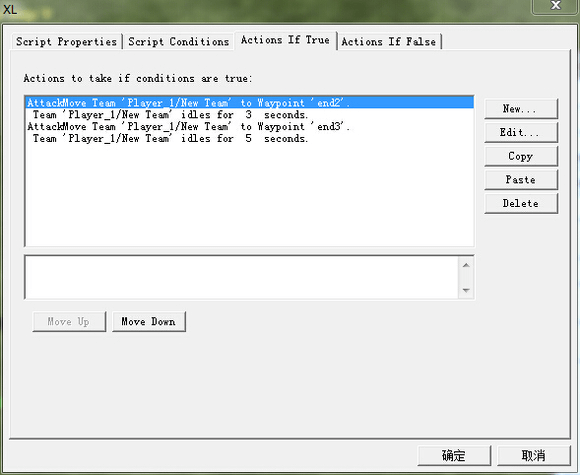 XL
Script Properties
Script Conditions
Actions If True
Actions If False
Actions to take if conditions are true:
AttackMove Team 'Player_1/New Team' to Waypoint 'end2'.
Team 'Player_1/New Team' idles for 3 seconds.
AttackMove Team 'Player_1/New Team' to Waypoint 'end3'.
Team 'Player_1/New Team' idles for 5 seconds.
New...
Edit...
Copy
Paste
Delete
Move Up
Move Down
确定
取消